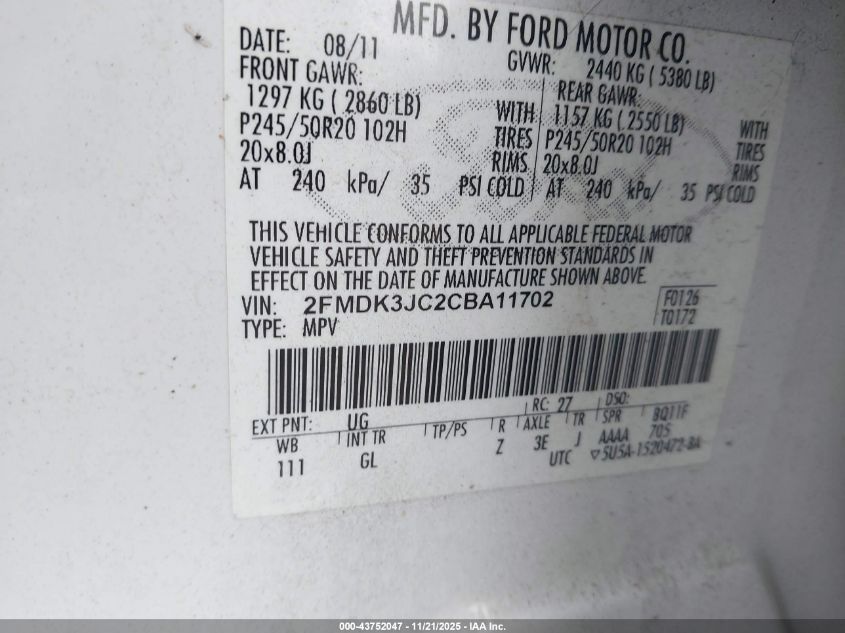 MFD. BY FORD MOTOR CO.
DATE: 08/11 GVWR: 2440 KG ( 5380 LB)
FRONT GAWR: REAR GAWR:
1297 KG ( 2860 LB) WITH 1157 KG ( 2550 LB) WITH
P245/50R20 102H TIRES P245/50R20 102H TIRES
20x8.0J RIMS 20x8.0J RIMS
AT 240 kPa/ 35 PSI COLD AT 240 kPa/ 35 PSI COLD
THIS VEHICLE CONFORMS TO ALL APPLICABLE FEDERAL MOTOR
VEHICLE SAFETY AND THEFT PREVENTION STANDARDS IN
EFFECT ON THE DATE OF MANUFACTURE SHOWN ABOVE.
VIN: 2FMDK3JC2CBA11702 F0126
TYPE: MPV T0172
EXT PNT: UG RC: 27 DSO:
WB INT TR TP/PS R AXLE TR SPR BQ11F
111 GL Z 3E J AAAA 705
UTC ▽5U5A-1520472-BA
000-43752047 - 11/21/2025 - IAA Inc.